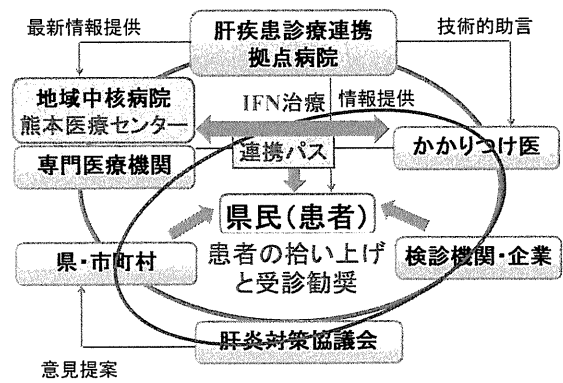 最新情報提供
肝疾患診療連携
拠点病院
技術的助言
地域中核病院
熊本医療センター
専門医療機関
IFN治療
情報提供
連携パス
かかりつけ医
県民(患者)
患者の拾い上げ
と受診勧奨
県・市町村
検診機関・企業
肝炎対策協議会
意見提案